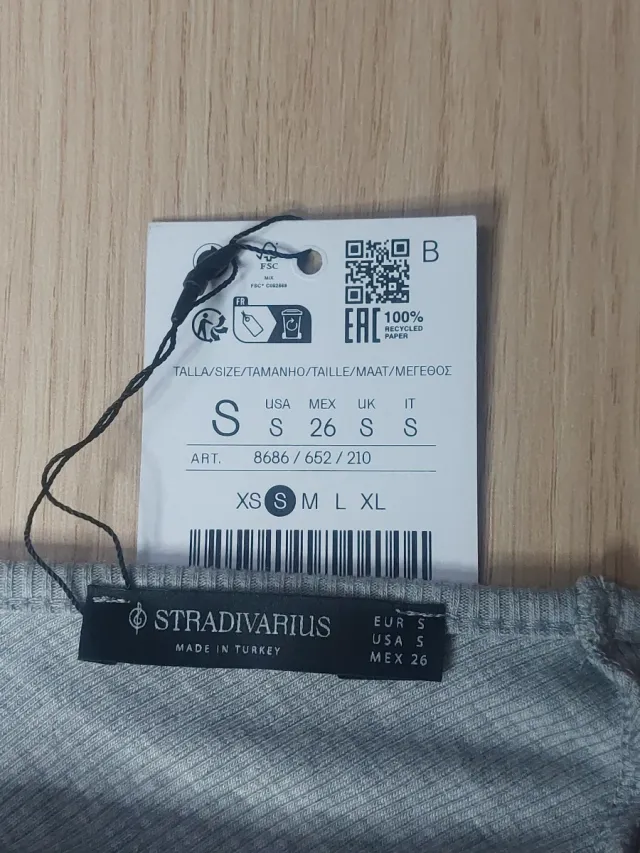 FSC
MIX
B
FR
EAC
100%
RECYCLED
PAPER
TALLA/SIZE/TAMANHO/TAILLE/MAAT/ΜΕΓΕΘΟΣ
S
USA
S
MEX
26
UK
S
IT
S
ART. 8686 / 652 / 210
XS S M L XL
STRADIVARIUS
MADE IN TURKEY
EUR S
USA S
MEX 26